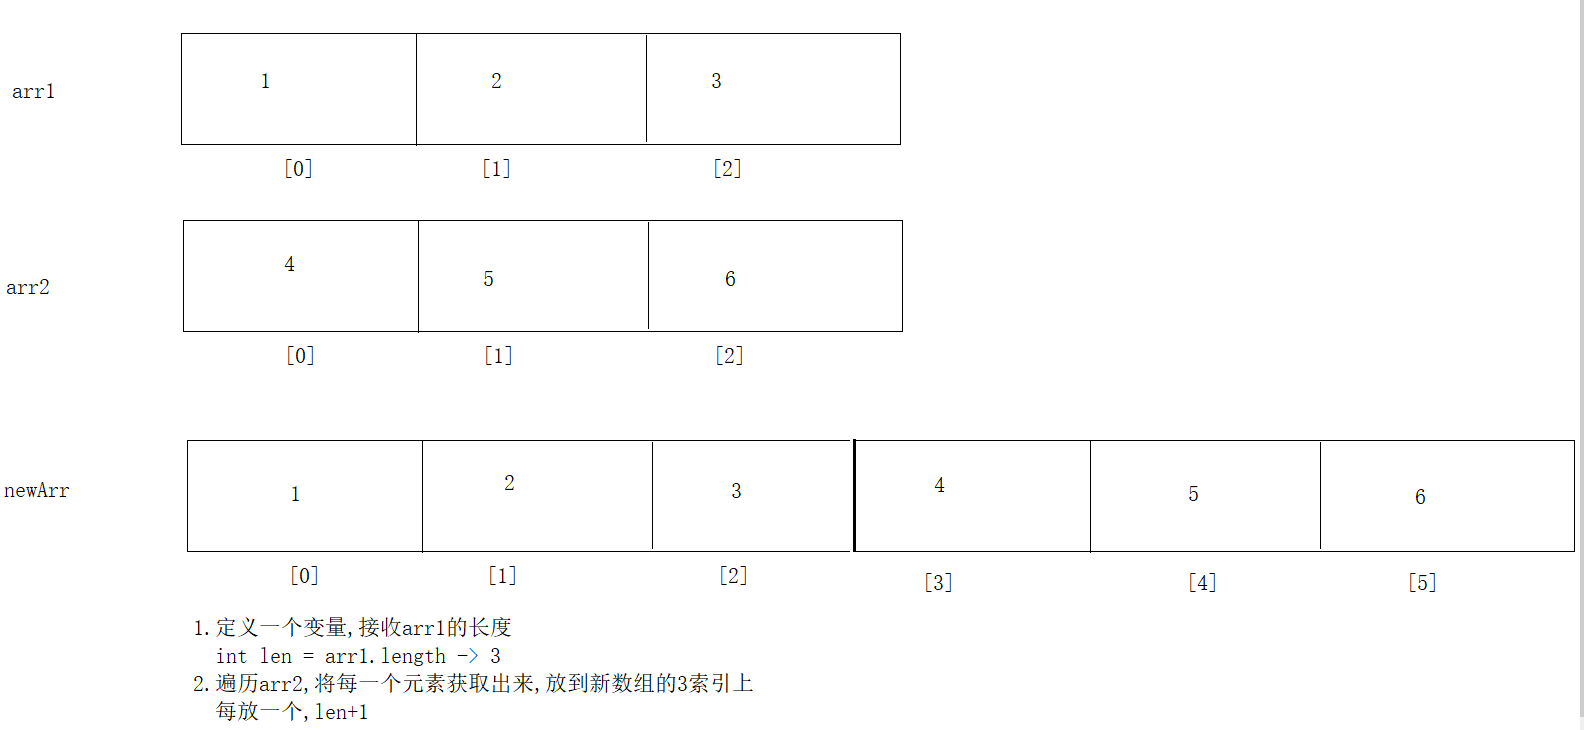 arr1
1 2 3
[0] [1] [2]
arr2
4 5 6
[0] [1] [2]
newArr
1 2 3 4 5 6
[0] [1] [2] [3] [4] [5]
1.定义一个变量,接收arr1的长度
int len = arr1.length -> 3
2.遍历arr2,将每一个元素获取出来,放到新数组的3索引上
每放一个,len+1